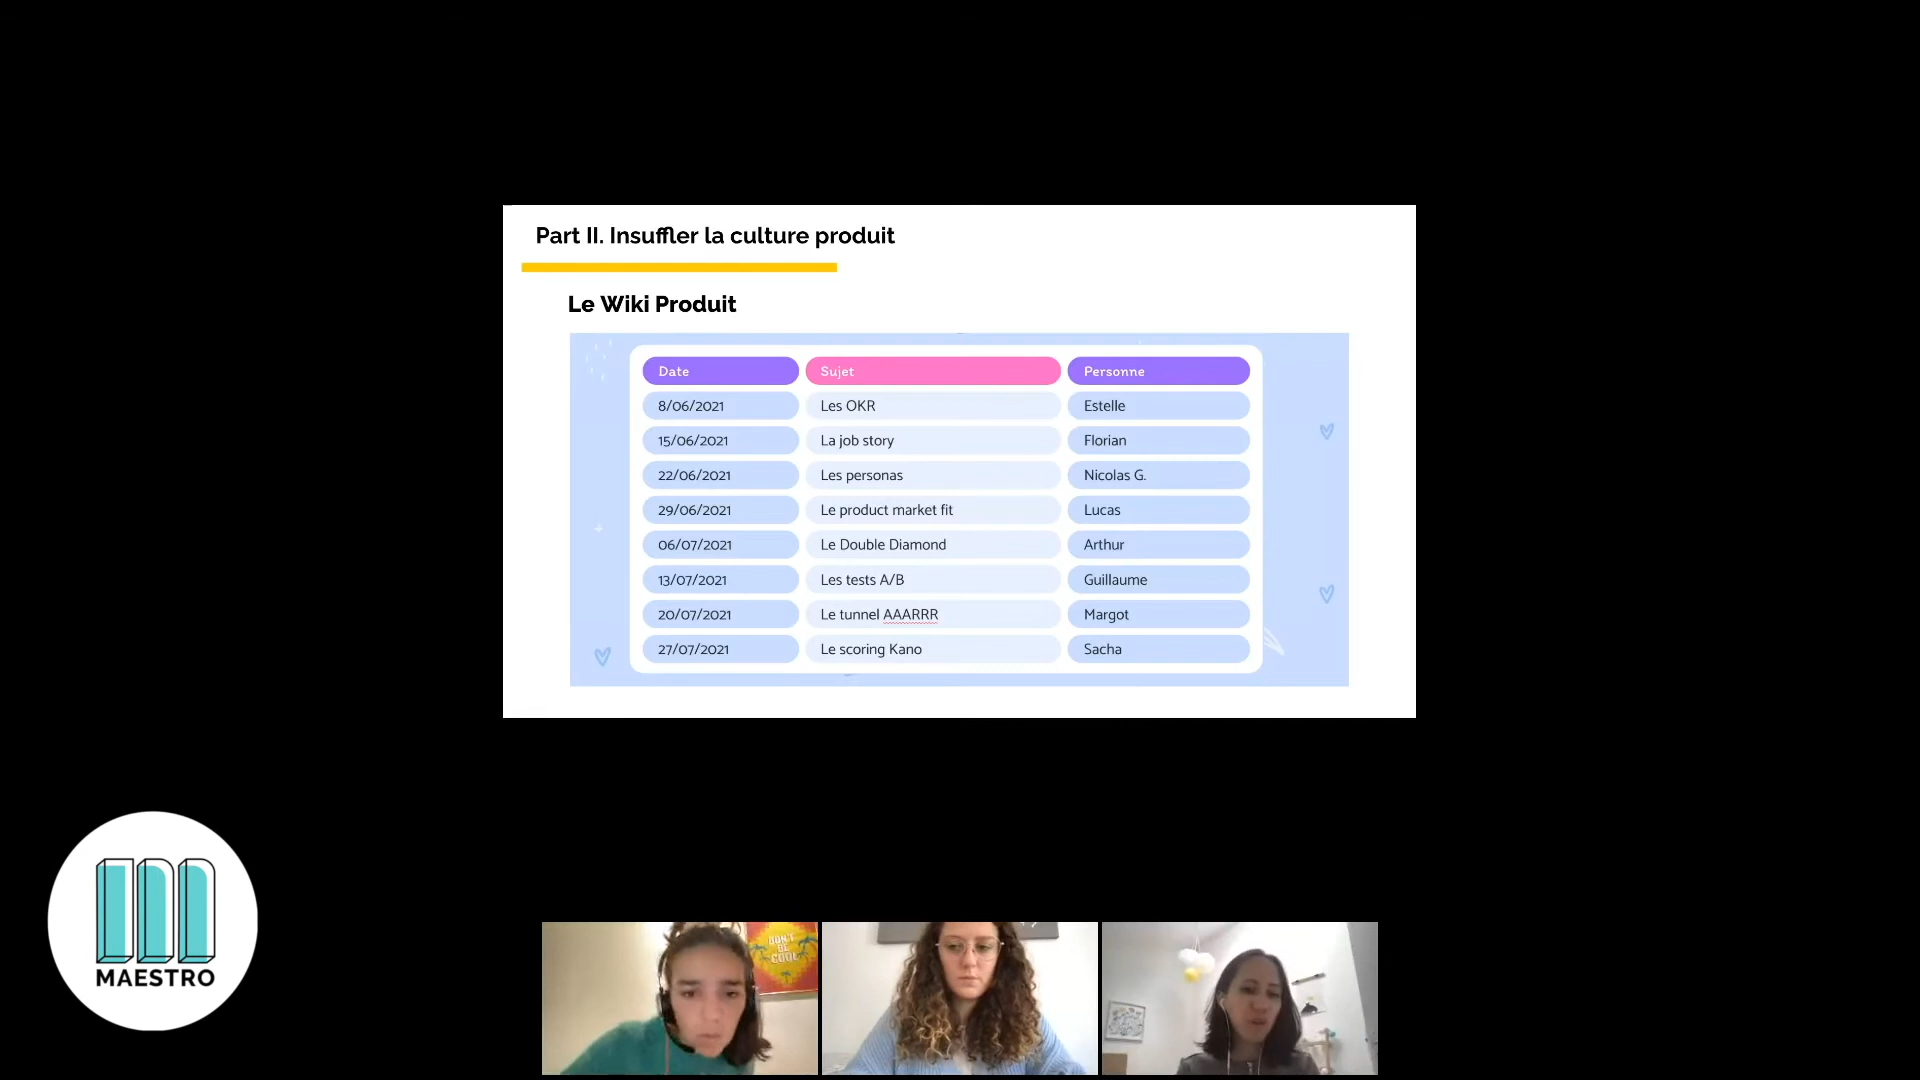 Part II. Insuffler la culture produit
Le Wiki Produit
Date Sujet Personne
8/06/2021 Les OKR Estelle
15/06/2021 La job story Florian
22/06/2021 Les personas Nicolas G.
29/06/2021 Le product market fit Lucas
06/07/2021 Le Double Diamond Arthur
13/07/2021 Les tests A/B Guillaume
20/07/2021 Le tunnel AAARRR Margot
27/07/2021 Le scoring Kano Sacha
MAESTRO
DON'T
BE
COOL